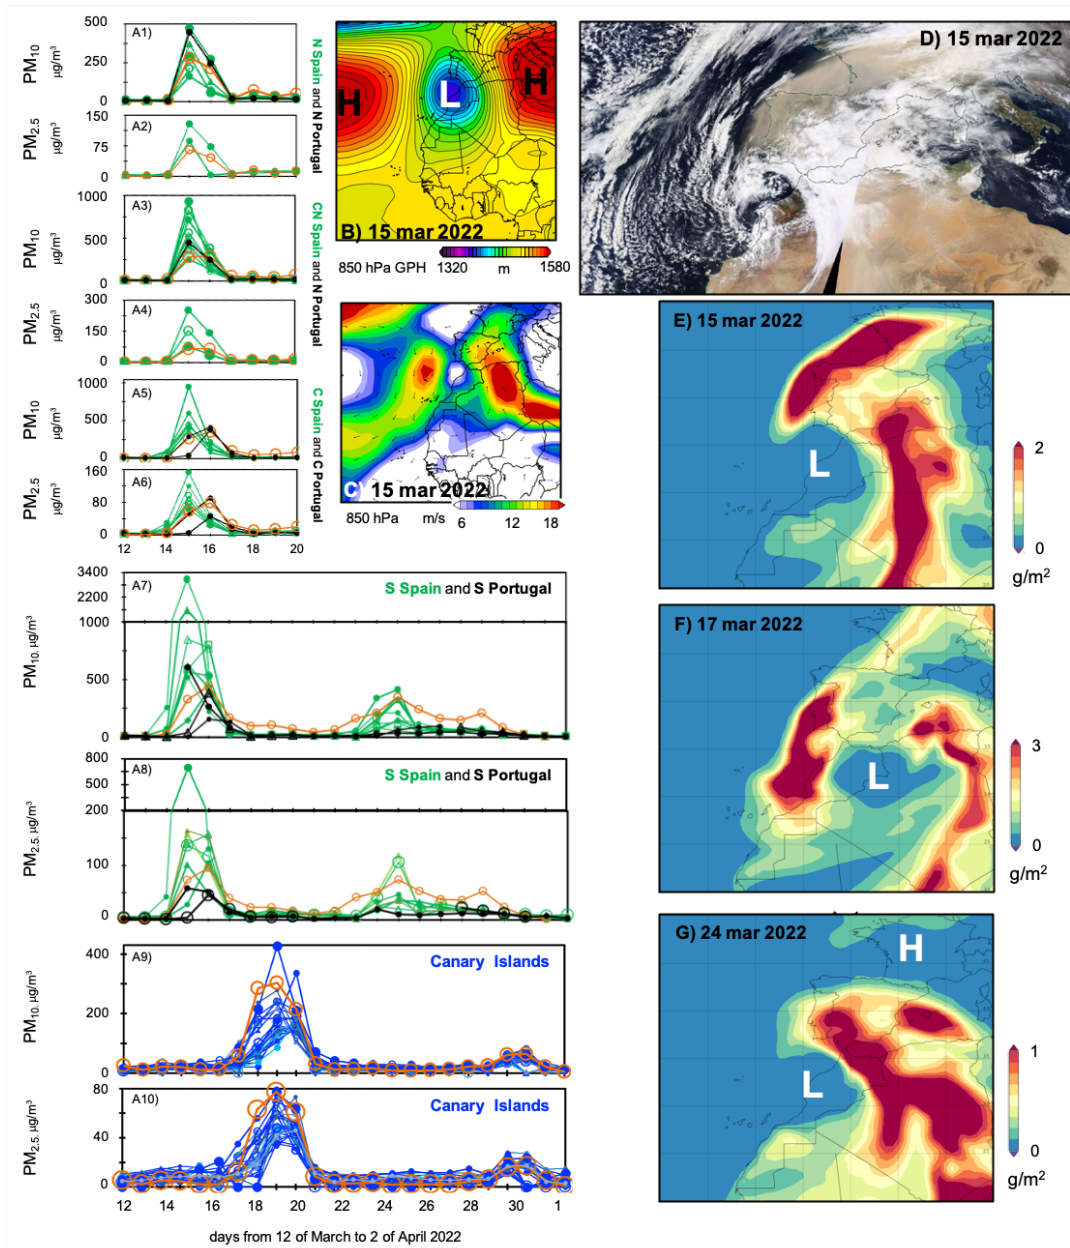 500
250
0
PM10
µg/m³
A1)
150
75
0
PM2.5
µg/m³
A2)
N Spain and N Portugal
1000
500
0
PM10
µg/m³
A3)
300
150
0
PM2.5
µg/m³
A4)
CN Spain and N Portugal
1000
500
0
PM10
µg/m³
A5)
160
80
0
PM2.5
µg/m³
A6)
C Spain and C Portugal
12 14 16 18 20
H L H
B) 15 mar 2022
850 hPa GPH 1320 m 1580
C 15 mar 2022
850 hPa m/s 6 12 18
D) 15 mar 2022
E) 15 mar 2022
L
2
0
g/m²
F) 17 mar 2022
L
3
0
g/m²
G) 24 mar 2022
H
L
1
0
g/m²
3400
2200
1000
500
0
PM10, µg/m³
A7)
S Spain and S Portugal
800
500
200
100
0
PM2.5, µg/m³
A8)
S Spain and S Portugal
400
200
0
PM10, µg/m³
A9)
Canary Islands
80
40
0
PM2.5, µg/m³
A10)
Canary Islands
12 14 16 19 20 22 24 26 28 30 1
days from 12 of March to 2 of April 2022